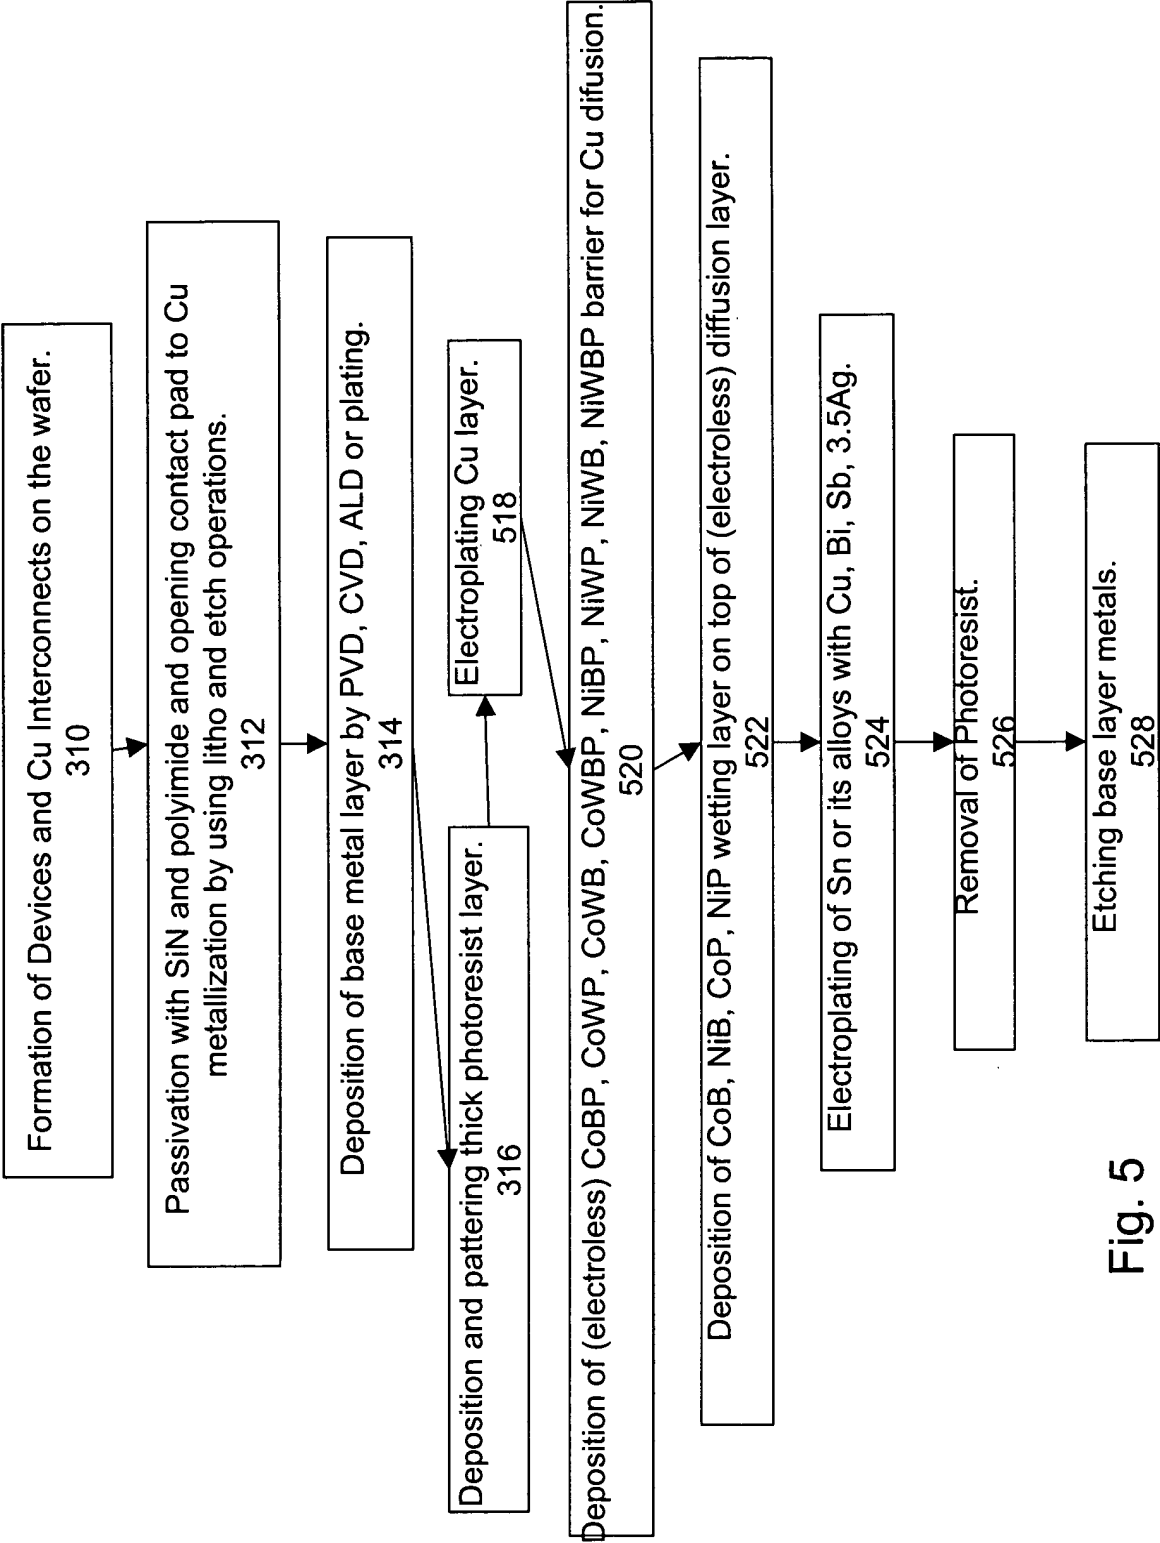 Formation of Devices and Cu Interconnects on the wafer.
310
Passivation with SiN and polyimide and opening contact pad to Cu
metallization by using litho and etch operations.
312
Deposition of base metal layer by PVD, CVD, ALD or plating.
314
Deposition and pattering thick photoresist layer.
316
Electroplating Cu layer.
518
Deposition of (electroless) CoBP, CoWP, CoWB, CoWBP, NiBP, NiWP, NiWB, NiWBP barrier for Cu difusion.
520
Deposition of CoB, NiB, CoP, NiP wetting layer on top of (electroless) diffusion layer.
522
Electroplating of Sn or its alloys with Cu, Bi, Sb, 3.5Ag.
524
Removal of Photoresist.
526
Etching base layer metals.
528
Fig. 5